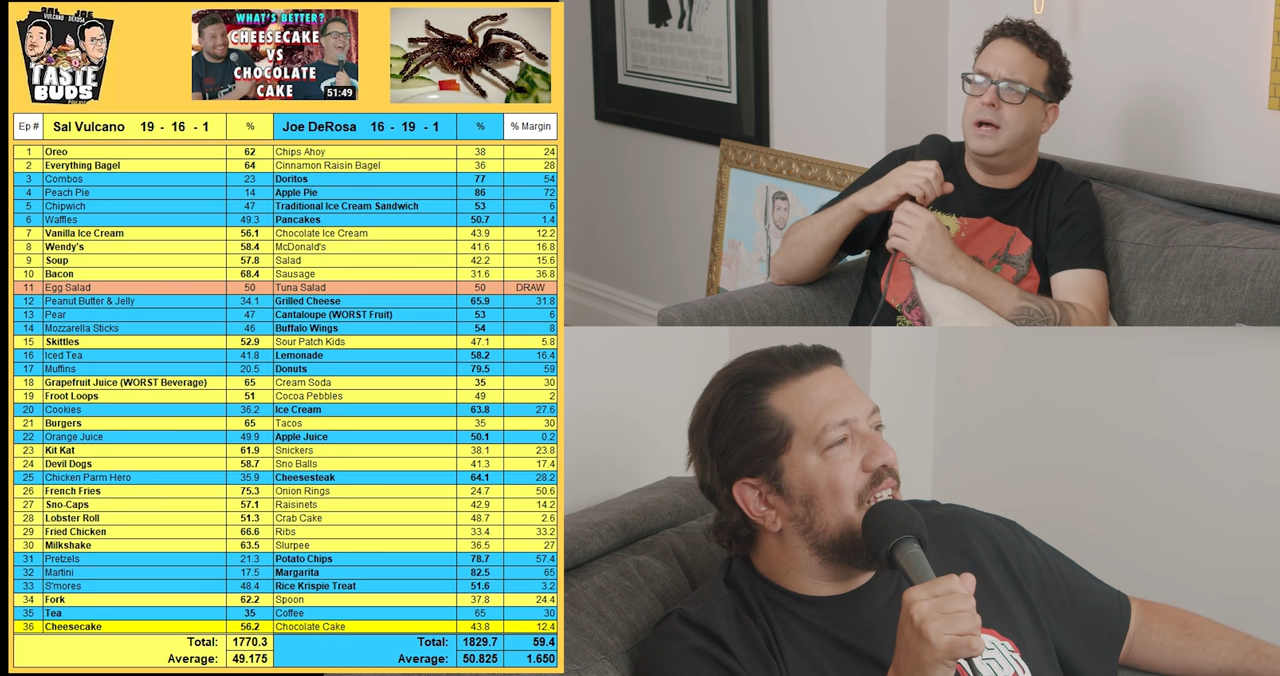 SAL JOE
VULCANO DEROSA
TASTE
BUDS
PODCAST
WHAT'S BETTER?
CHEESECAKE
VS
CHOCOLATE
CAKE
51:49
Ep # Sal Vulcano 19 - 16 - 1 % Joe DeRosa 16 - 19 - 1 % % Margin
1 Oreo 62 Chips Ahoy 38 24
2 Everything Bagel 64 Cinnamon Raisin Bagel 36 28
3 Combos 23 Doritos 77 54
4 Peach Pie 14 Apple Pie 86 72
5 Chipwich 47 Traditional Ice Cream Sandwich 53 6
6 Waffles 49.3 Pancakes 50.7 1.4
7 Vanilla Ice Cream 56.1 Chocolate Ice Cream 43.9 12.2
8 Wendy's 58.4 McDonald's 41.6 16.8
9 Soup 57.8 Salad 42.2 15.6
10 Bacon 68.4 Sausage 31.6 36.8
11 Egg Salad 50 Tuna Salad 50 DRAW
12 Peanut Butter & Jelly 34.1 Grilled Cheese 65.9 31.8
13 Pear 47 Cantaloupe (WORST Fruit) 53 6
14 Mozzarella Sticks 46 Buffalo Wings 54 8
15 Skittles 52.9 Sour Patch Kids 47.1 5.8
16 Iced Tea 41.8 Lemonade 58.2 16.4
17 Muffins 20.5 Donuts 79.5 59
18 Grapefruit Juice (WORST Beverage) 65 Cream Soda 35 30
19 Froot Loops 51 Cocoa Pebbles 49 2
20 Cookies 36.2 Ice Cream 63.8 27.6
21 Burgers 65 Tacos 35 30
22 Orange Juice 49.9 Apple Juice 50.1 0.2
23 Kit Kat 61.9 Snickers 38.1 23.8
24 Devil Dogs 58.7 Sno Balls 41.3 17.4
25 Chicken Parm Hero 35.9 Cheesesteak 64.1 28.2
26 French Fries 75.3 Onion Rings 24.7 50.6
27 Sno-Caps 57.1 Raisinets 42.9 14.2
28 Lobster Roll 51.3 Crab Cake 48.7 2.6
29 Fried Chicken 66.6 Ribs 33.4 33.2
30 Milkshake 63.5 Slurpee 36.5 27
31 Pretzels 21.3 Potato Chips 78.7 57.4
32 Martini 17.5 Margarita 82.5 65
33 S'mores 48.4 Rice Krispie Treat 51.6 3.2
34 Fork 62.2 Spoon 37.8 24.4
35 Tea 35 Coffee 65 30
36 Cheesecake 56.2 Chocolate Cake 43.8 12.4
Total: 1770.3 Total: 1829.7 59.4
Average: 49.175 Average: 50.825 1.650